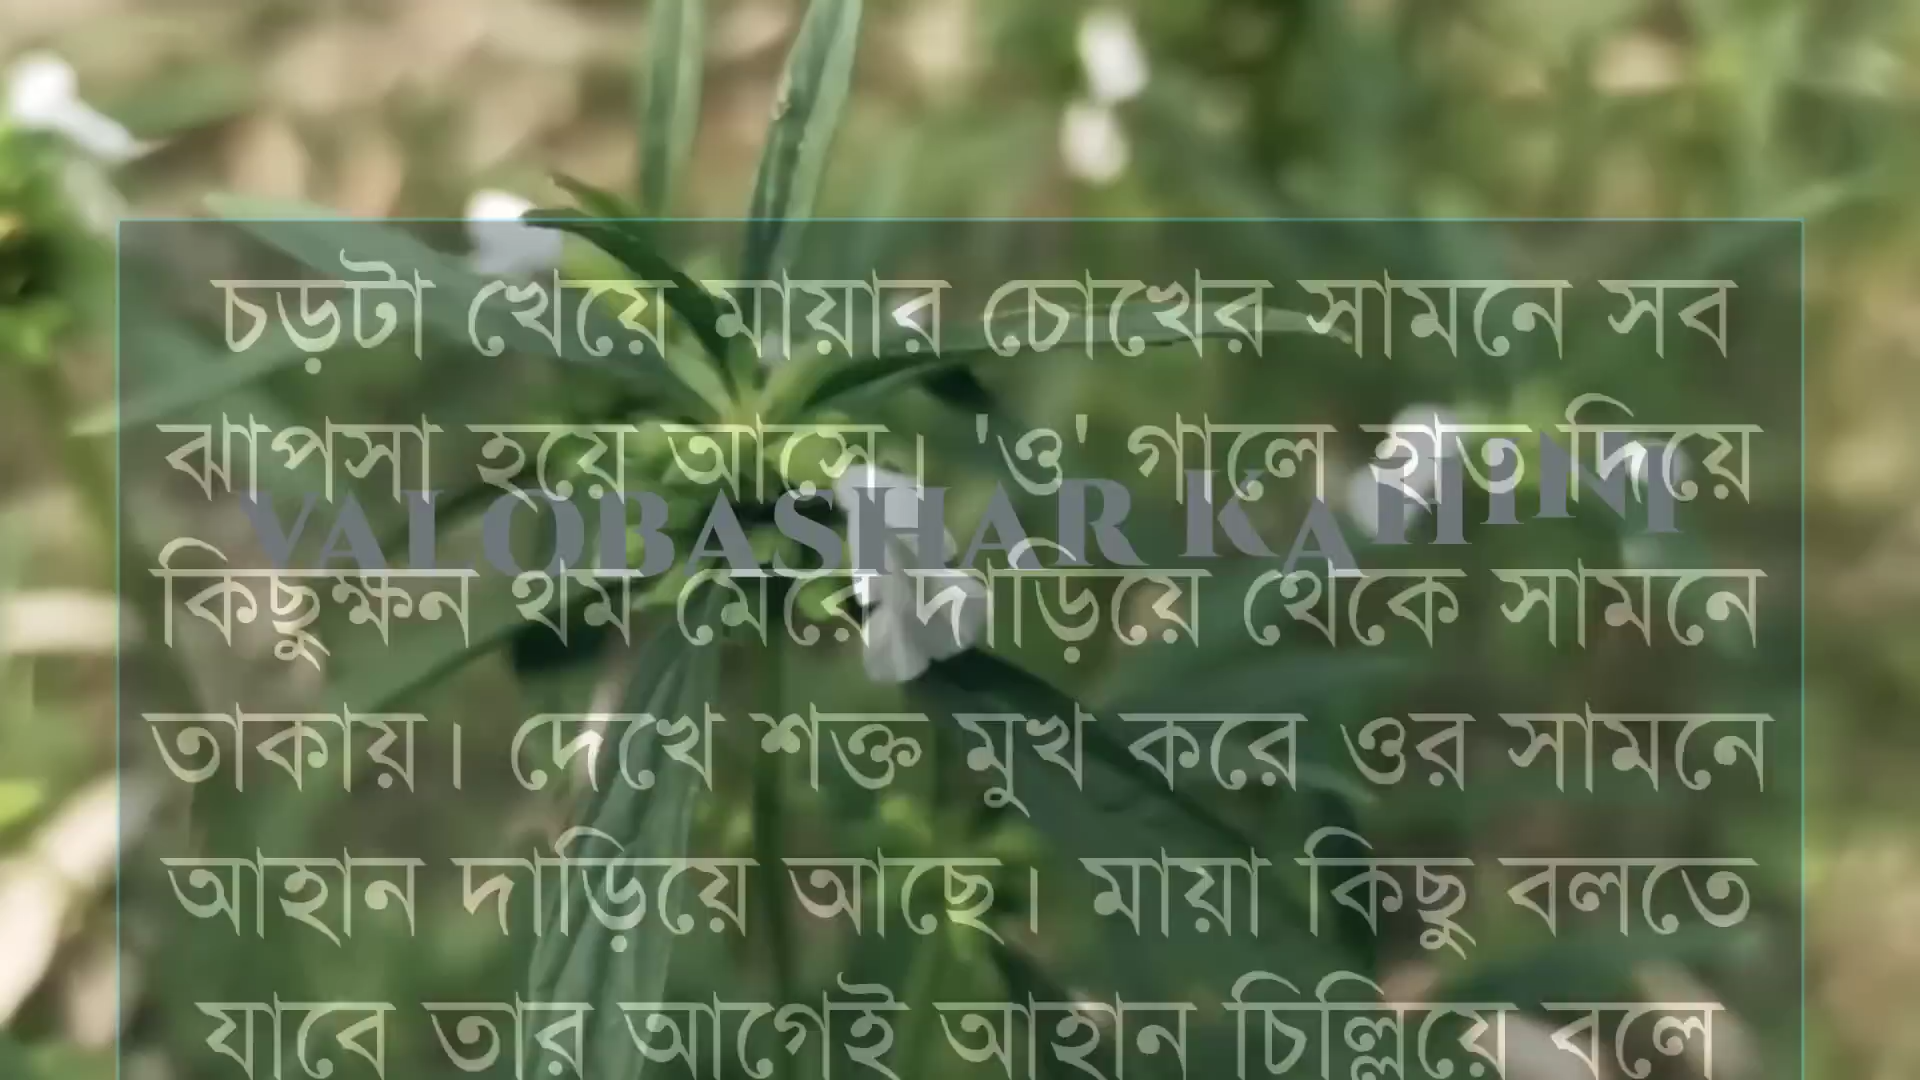 চড়টা খেয়ে মায়ার চোখের সামনে সব
ঝাপসা হয়ে আসে। 'ও' গালে হাত দিয়ে
VALOBASHAR KAHINI
কিছুক্ষন থম মেরে দাড়িয়ে থেকে সামনে
তাকায়। দেখে শক্ত মুখ করে ওর সামনে
আহান দাড়িয়ে আছে। মায়া কিছু বলতে
যাবে তার আগেই আহান চিল্লিয়ে বলে